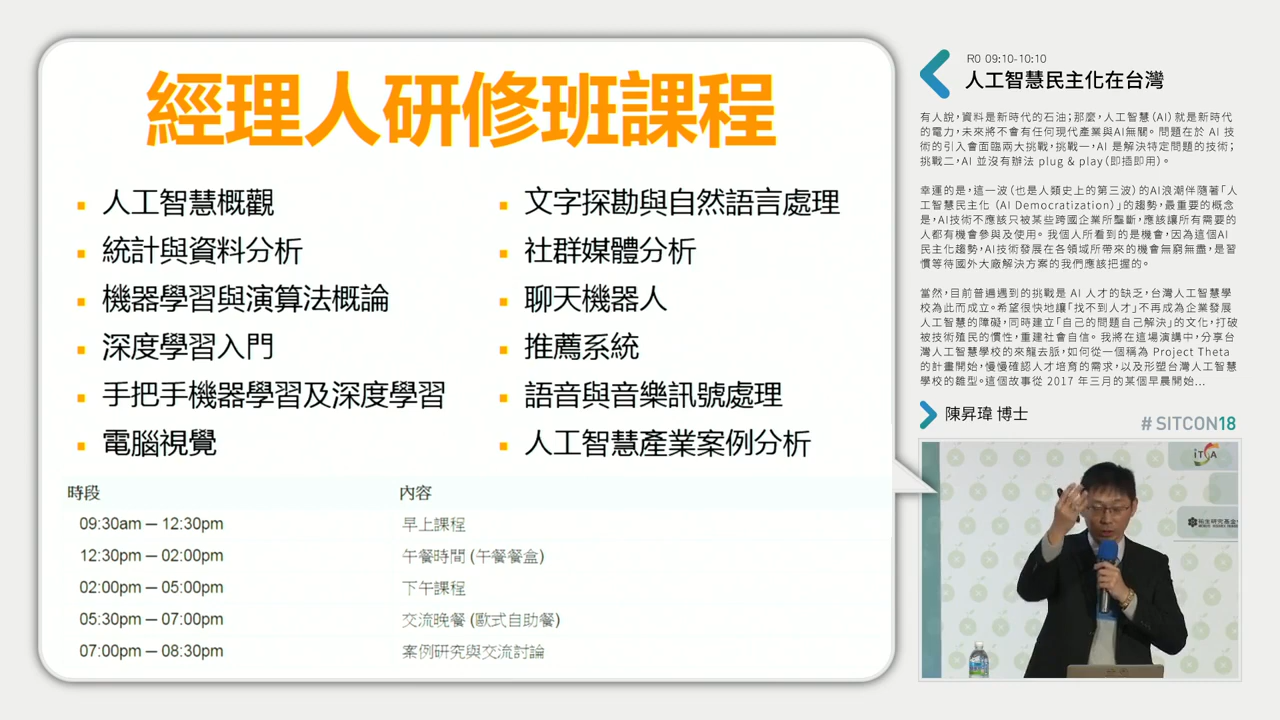 經理人研修班課程
人工智慧概觀
統計與資料分析
機器學習與演算法概論
深度學習入門
手把手機器學習及深度學習
電腦視覺
文字探勘與自然語言處理
社群媒體分析
聊天機器人
推薦系統
語音與音樂訊號處理
人工智慧產業案例分析
時段 內容
09:30am — 12:30pm 早上課程
12:30pm — 02:00pm 午餐時間 (午餐餐盒)
02:00pm — 05:00pm 下午課程
05:30pm — 07:00pm 交流晚餐 (歐式自助餐)
07:00pm — 08:30pm 案例研究與交流討論
R0 09:10-10:10
人工智慧民主化在台灣
有人說，資料是新時代的石油；那麼，人工智慧 (AI) 就是新時代
的電力，未來將不會有任何現代產業與AI無關。問題在於 AI 技
術的引入會面臨兩大挑戰，挑戰一，AI 是解決特定問題的技術；
挑戰二，AI 並沒有辦法 plug & play（即插即用）。
幸運的是，這一波（也是人類史上的第三波）的AI浪潮伴隨著「人
工智慧民主化（AI Democratization）」的趨勢，最重要的概念
是，AI技術不應該只被某些跨國企業所壟斷，應該讓所有需要的
人都有機會參與及使用。我個人所看到的是機會，因為這個AI
民主化趨勢，AI技術發展在各領域所帶來的機會無窮無盡，是習
慣等待國外大廠解決方案的我們應該把握的。
當然，目前普遍遇到的挑戰是 AI 人才的缺乏，台灣人工智慧學
校為此而成立。希望很快地讓「找不到人才」不再成為企業發展
人工智慧的障礙，同時建立「自己的問題自己解決」的文化，打破
被技術殖民的慣性，重建社會自信。我將在這場演講中，分享台
灣人工智慧學校的來龍去脈，如何從一個稱為 Project Theta
的計畫開始，慢慢確認人才培育的需求，以及形塑台灣人工智慧
學校的雛型。這個故事從 2017 年三月的某個早晨開始...
陳昇瑋 博士
# SITCON18